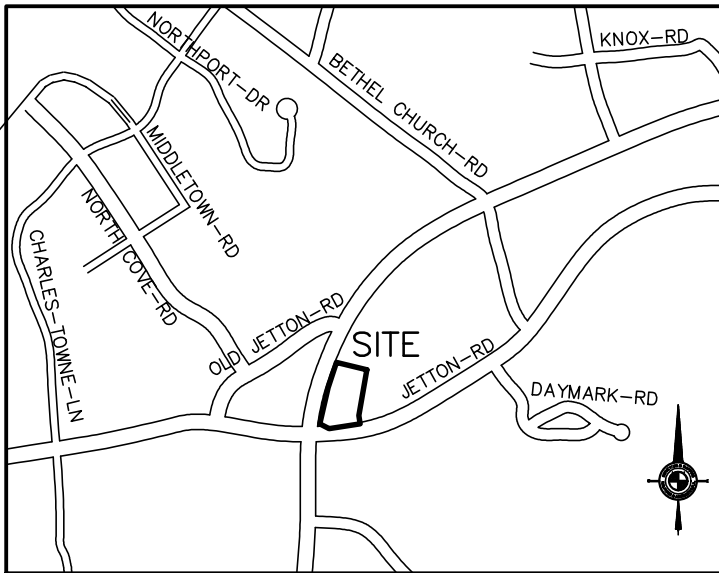 NORTHPORT-DR
KNOX-RD
BETHEL CHURCH-RD
MIDDLETOWN-RD
NORTH COVE-RD
CHARLES-TOWNE-LN
OLD JETTON-RD
SITE
JETTON-RD
DAYMARK-RD